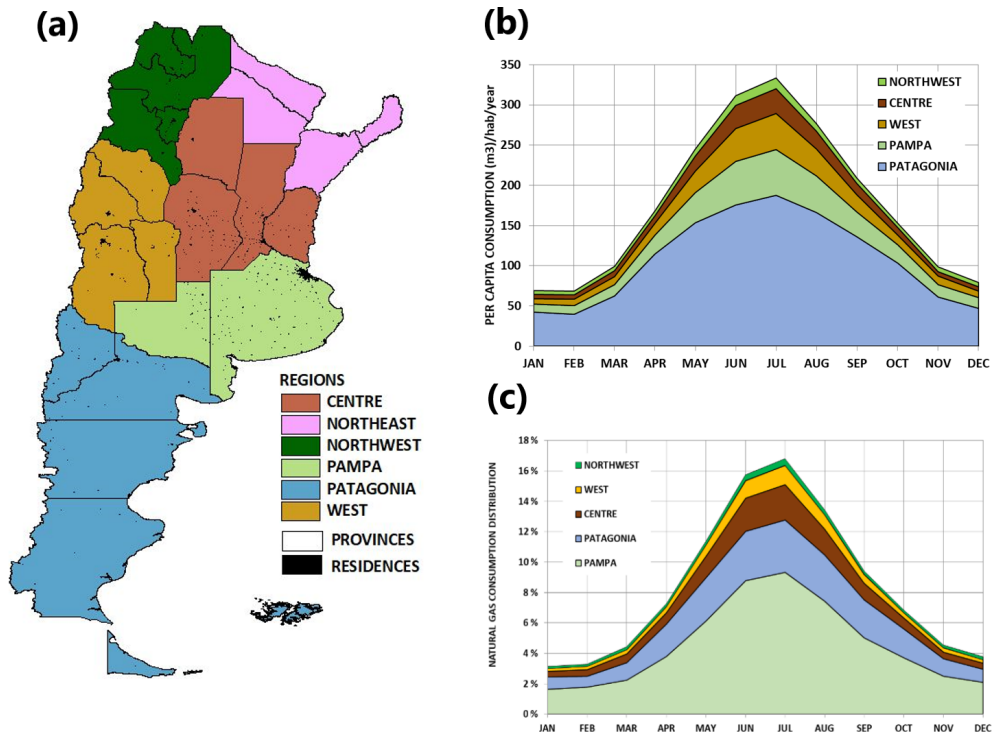 (a)
REGIONS
CENTRE
NORTHEAST
NORTHWEST
PAMPA
PATAGONIA
WEST
PROVINCES
RESIDENCES
(b)
PER CAPITA CONSUMPTION (m3)/hab/year
350
300
250
200
150
100
50
0
NORTHWEST
CENTRE
WEST
PAMPA
PATAGONIA
JAN FEB MAR APR MAY JUN JUL AUG SEP OCT NOV DEC
(c)
NATURAL GAS CONSUMPTION DISTRIBUTION
18 %
16 %
14 %
12 %
10 %
8 %
6 %
4 %
2 %
0 %
NORTHWEST
WEST
CENTRE
PATAGONIA
PAMPA
JAN FEB MAR APR MAY JUN JUL AUG SEP OCT NOV DEC